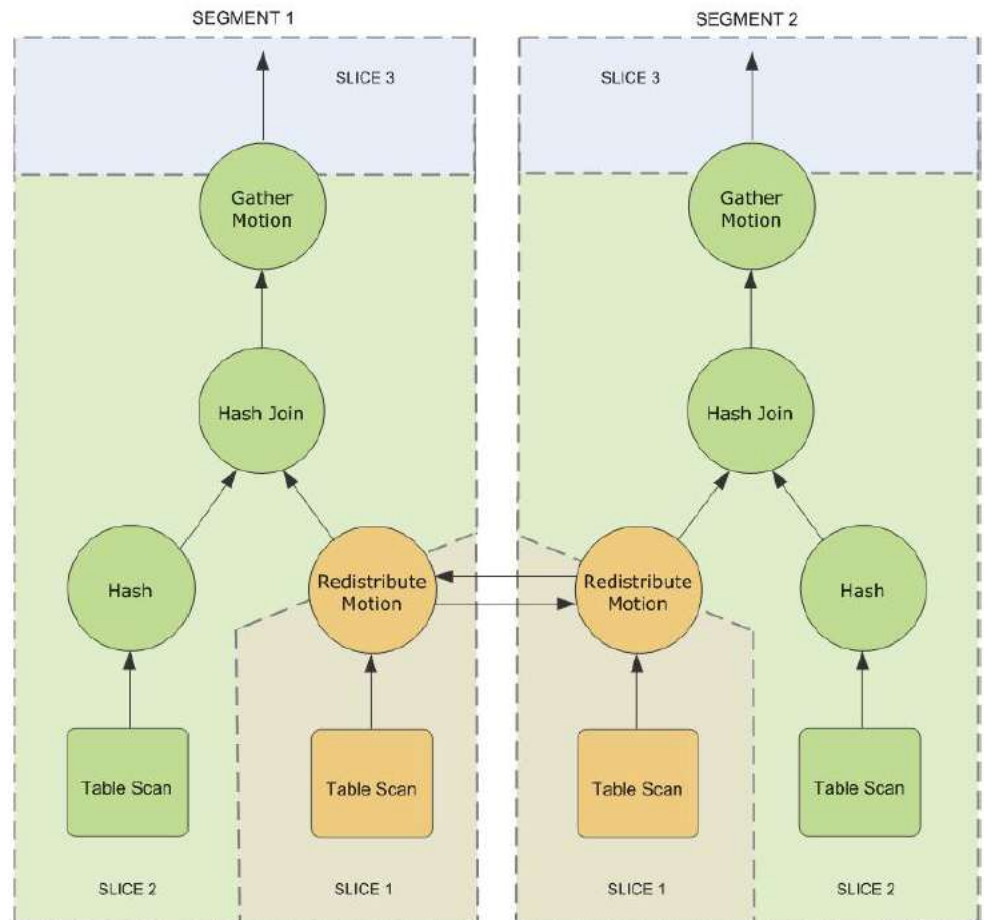 SEGMENT 1
SEGMENT 2
SLICE 3
SLICE 3
Gather
Motion
Gather
Motion
Hash Join
Hash Join
Hash
Redistribute
Motion
Redistribute
Motion
Hash
Table Scan
Table Scan
Table Scan
Table Scan
SLICE 2
SLICE 1
SLICE 1
SLICE 2